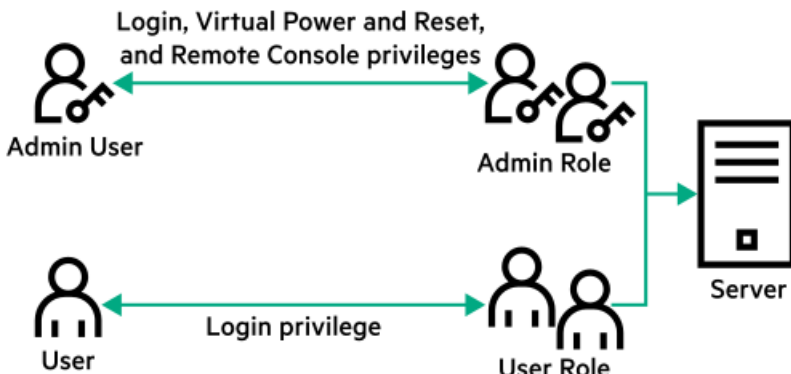 Login, Virtual Power and Reset,
and Remote Console privileges
Admin User
Admin Role
Server
Login privilege
User
User Role